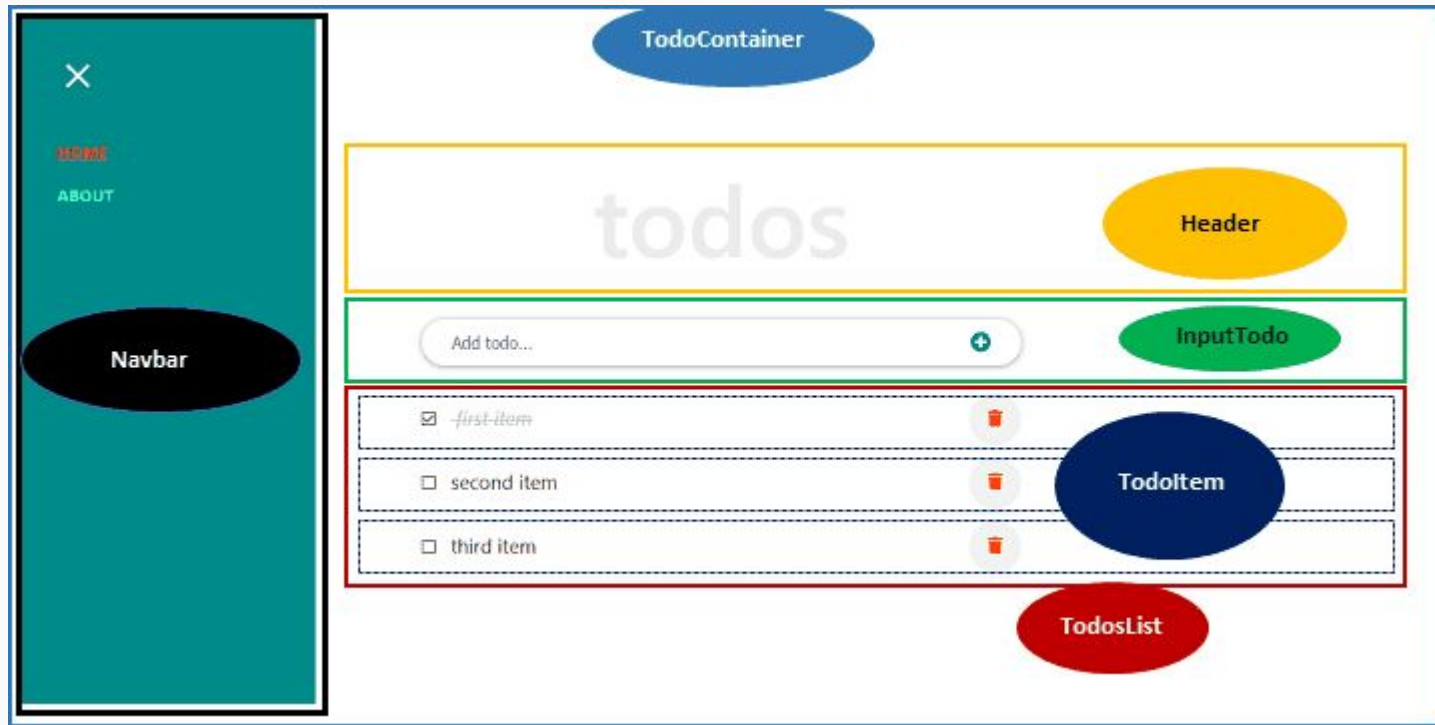 TodoContainer
HOME
ABOUT
Navbar
todos
Header
Add todo...
InputTodo
first item
second item
third item
TodoItem
TodosList